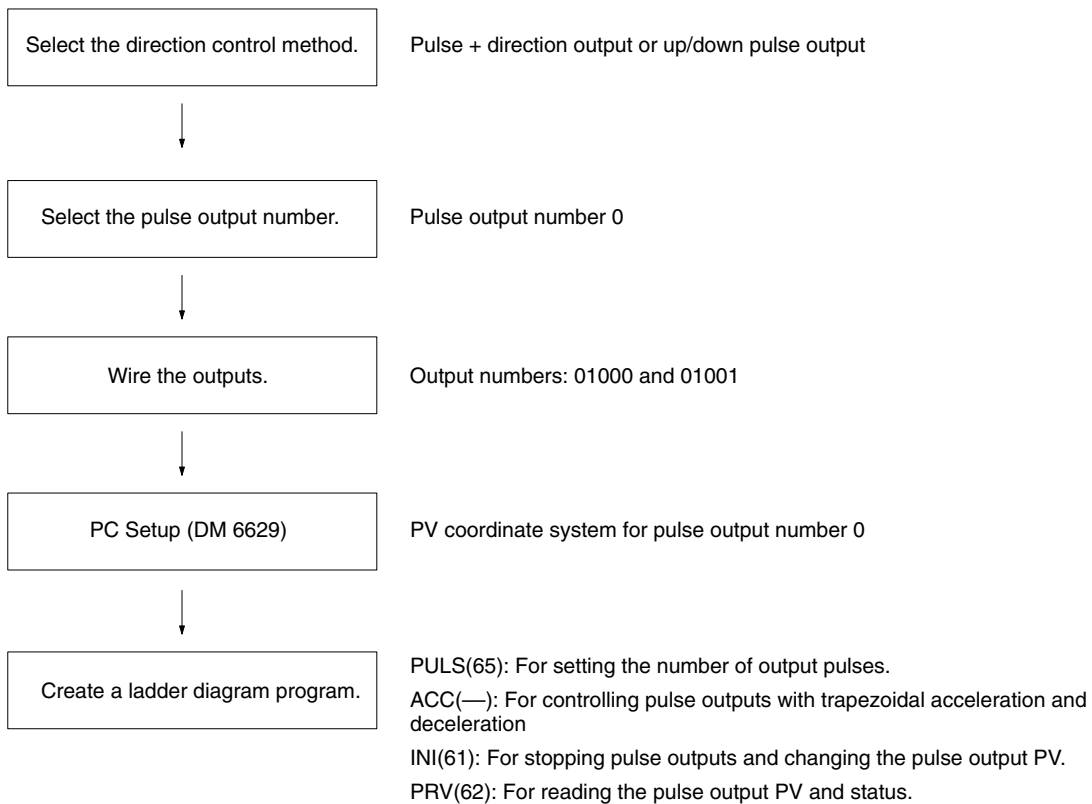 Select the direction control method.
Pulse + direction output or up/down pulse output
Select the pulse output number.
Pulse output number 0
Wire the outputs.
Output numbers: 01000 and 01001
PC Setup (DM 6629)
PV coordinate system for pulse output number 0
Create a ladder diagram program.
PULS(65): For setting the number of output pulses.
ACC(—): For controlling pulse outputs with trapezoidal acceleration and
deceleration
INI(61): For stopping pulse outputs and changing the pulse output PV.
PRV(62): For reading the pulse output PV and status.